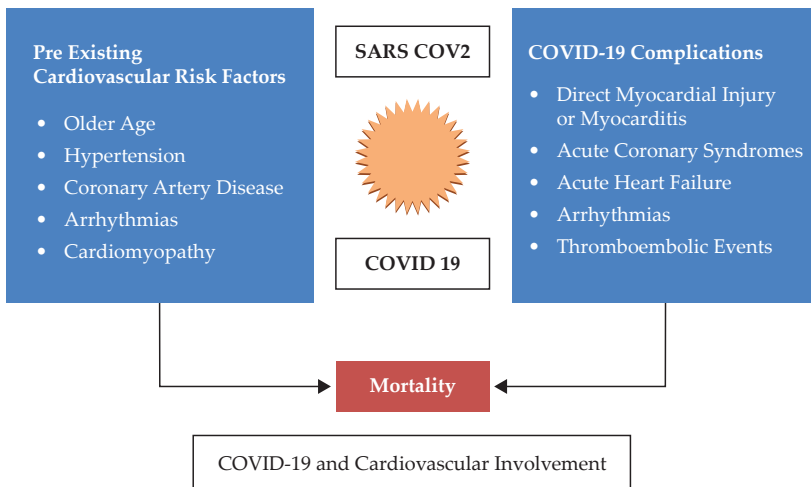 Pre Existing
Cardiovascular Risk Factors
• Older Age
• Hypertension
• Coronary Artery Disease
• Arrhythmias
• Cardiomyopathy
SARS COV2
COVID 19
COVID-19 Complications
• Direct Myocardial Injury
or Myocarditis
• Acute Coronary Syndromes
• Acute Heart Failure
• Arrhythmias
• Thromboembolic Events
Mortality
COVID-19 and Cardiovascular Involvement